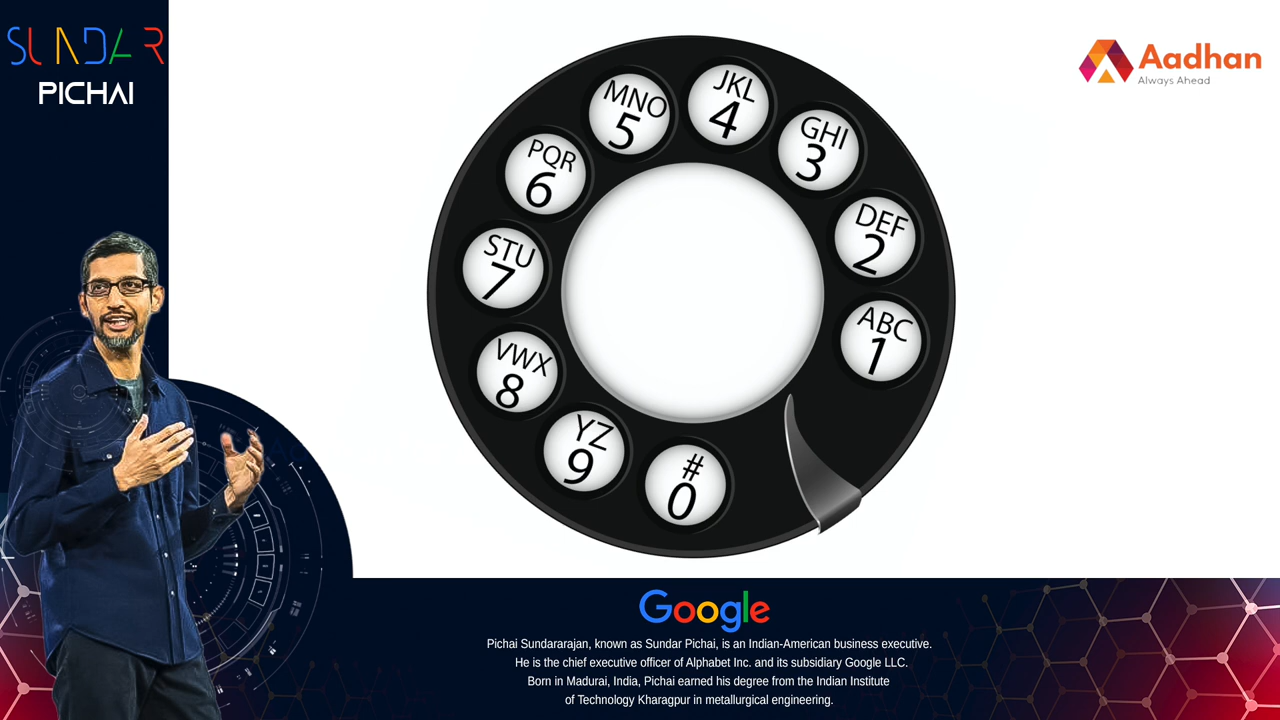 SUNDAR
PICHAI
Aadhan
Always Ahead
JKL
4
MNO
5
GHI
3
PQR
6
DEF
2
STU
7
ABC
1
VWX
8
YZ
9
#
0
Google
Pichai Sundararajan, known as Sundar Pichai, is an Indian-American business executive.
He is the chief executive officer of Alphabet Inc. and its subsidiary Google LLC.
Born in Madurai, India, Pichai earned his degree from the Indian Institute
of Technology Kharagpur in metallurgical engineering.